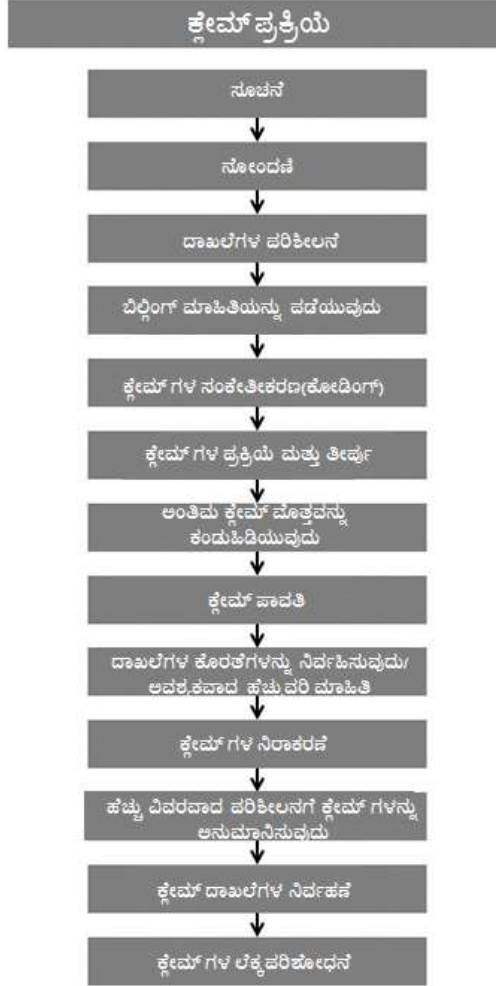 ಕ್ಲೇಮ್ ಪ್ರಕ್ರಿಯೆ
ಸೂಚನೆ
ನೋಂದಣಿ
ದಾಖಲೆಗಳ ಪರಿಶೀಲನೆ
ಬಿಲ್ಲಿಂಗ್ ಮಾಹಿತಿಯನ್ನು ಪಡೆಯುವುದು
ಕ್ಲೇಮ್ ಗಳ ಸಂಕೇತೀಕರಣ(ಕೋಡಿಂಗ್)
ಕ್ಲೇಮ್ ಗಳ ಪ್ರಕ್ರಿಯೆ ಮತ್ತು ತೀರ್ಪು
ಅಂತಿಮ ಕ್ಲೇಮ್ ಮೊತ್ತವನ್ನು
ಕಂಡುಹಿಡಿಯುವುದು
ಕ್ಲೇಮ್ ಪಾವತಿ
ದಾಖಲೆಗಳ ಕೊರತೆಗಳನ್ನು ನಿರ್ವಹಿಸುವುದು/
ಅವಶ್ಯಕವಾದ ಹೆಚ್ಚುವರಿ ಮಾಹಿತಿ
ಕ್ಲೇಮ್ ಗಳ ನಿರಾಕರಣೆ
ಹೆಚ್ಚು ವಿವರವಾದ ಪರಿಶೀಲನಗೆ ಕ್ಲೇಮ್ ಗಳನ್ನು
ಅನುಮಾನಿಸುವುದು
ಕ್ಲೇಮ್ ದಾಖಲೆಗಳ ನಿರ್ವಹಣೆ
ಕ್ಲೇಮ್ ಗಳ ಲೆಕ್ಕಪರಿಶೋಧನೆ